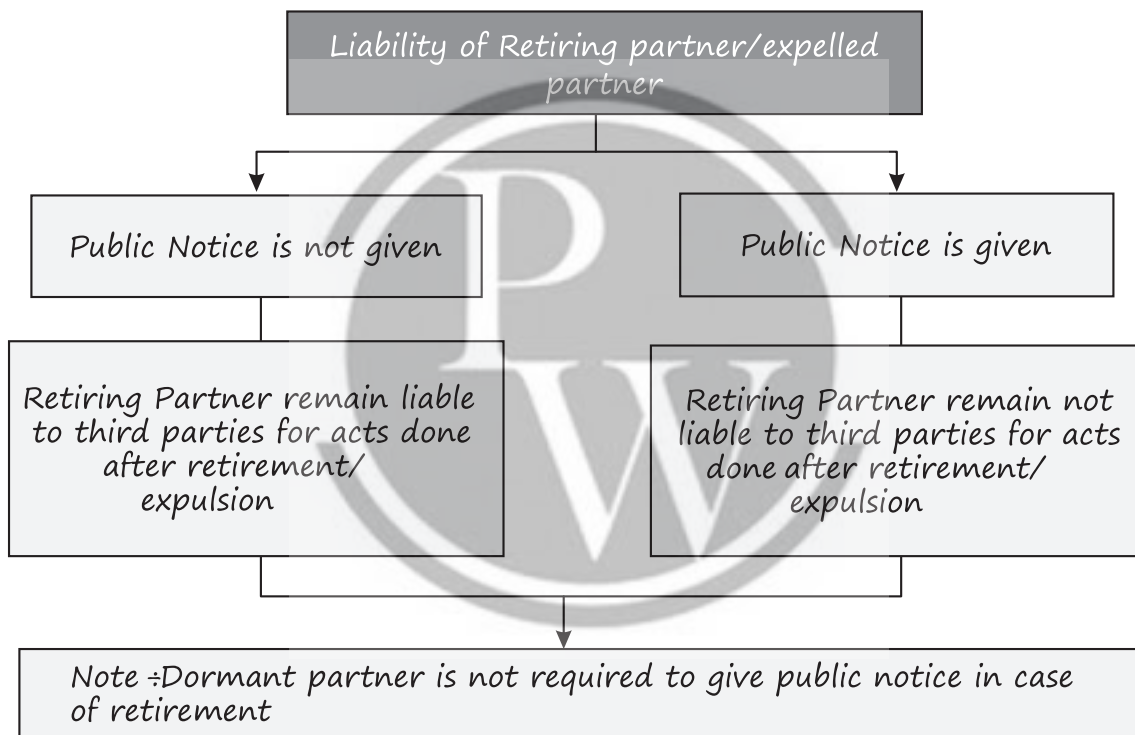 Liability of Retiring partner/expelled
partner
Public Notice is not given
Public Notice is given
Retiring Partner remain liable
to third parties for acts done
after retirement/
expulsion
Retiring Partner remain not
liable to third parties for acts
done after retirement/
expulsion
PW
Note ÷Dormant partner is not required to give public notice in case
of retirement